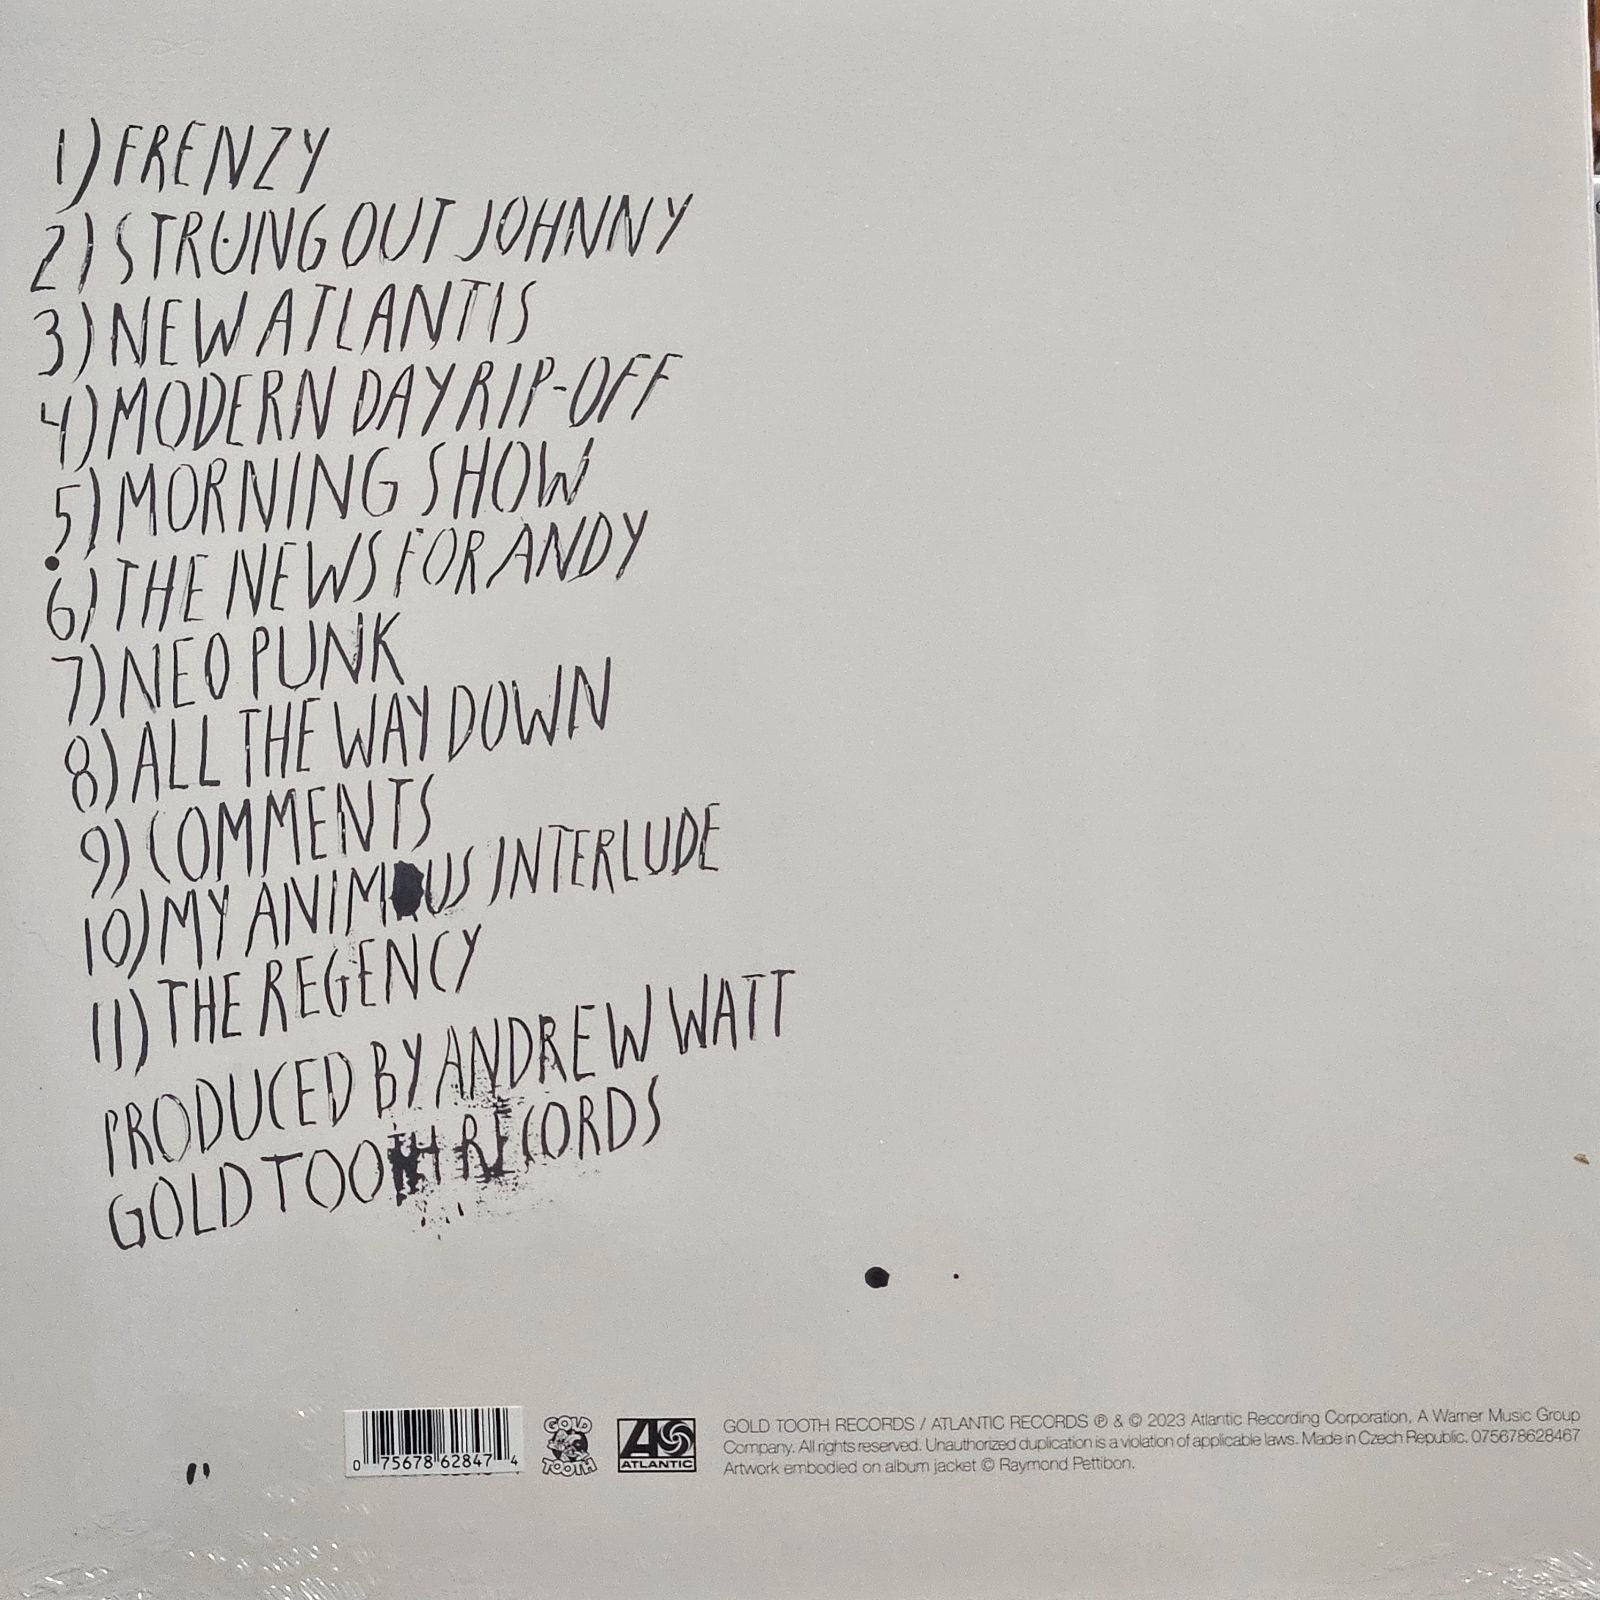 1) FRENZY
2) STRUNG OUT JOHNNY
3) NEW ATLANTIS
4) MODERN DAY RIP-OFF
5) MORNING SHOW
6) THE NEWS FOR ANDY
7) NEO PUNK
8) ALL THE WAY DOWN
9) COMMENTS
10) MY ANIMOUS INTERLUDE
11) THE REGENCY
PRODUCED BY ANDREW WATT
GOLD TOOTH RECORDS
0 75678 62847 4
GOLD TOOTH
ATLANTIC
GOLD TOOTH RECORDS / ATLANTIC RECORDS ℗ & © 2023 Atlantic Recording Corporation, A Warner Music Group
Company. All rights reserved. Unauthorized duplication is a violation of applicable laws. Made in Czech Republic. 075678628467
Artwork embodied on album jacket © Raymond Pettibon.